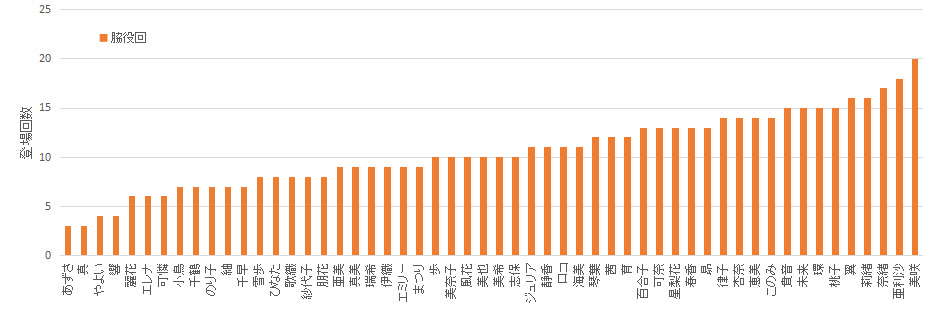 25
20
15
10
5
0
登場回数
脇役回
あずさ
真
やよい
響
麗花
エレナ
可憐
小鳥
千鶴
のり子
紬
千早
雪歩
ひなた
歌織
紗代子
朋花
亜美
真美
瑞希
伊織
エミリー
まつり
歩
美奈子
風花
美也
美希
志保
ジュリア
静香
ロコ
海美
琴葉
茜
育
百合子
可奈
星梨花
春香
昴
律子
杏奈
恵美
このみ
貴音
未来
環
桃子
翼
莉緒
奈緒
亜利沙
美咲